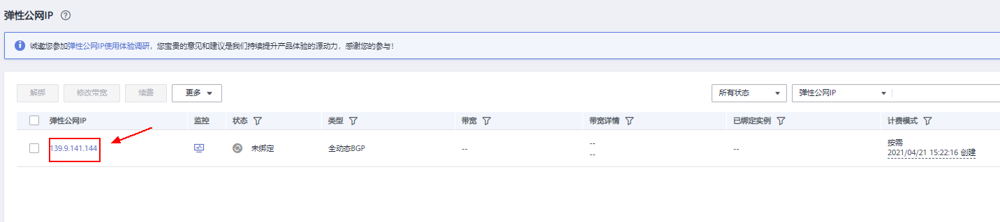 弹性公网IP ?
i 诚邀您参加弹性公网IP使用体验调研，您宝贵的意见和建议是我们持续提升产品体验的源动力，感谢您的参与！
解绑 修改带宽 续费 更多 所有状态 弹性公网IP
弹性公网IP 监控 状态 类型 带宽 带宽详情 已绑定实例 计费模式
139.9.141.144 未绑定 全动态BGP -- -- -- 按需
-- 2021/04/21 15:22:16 创建